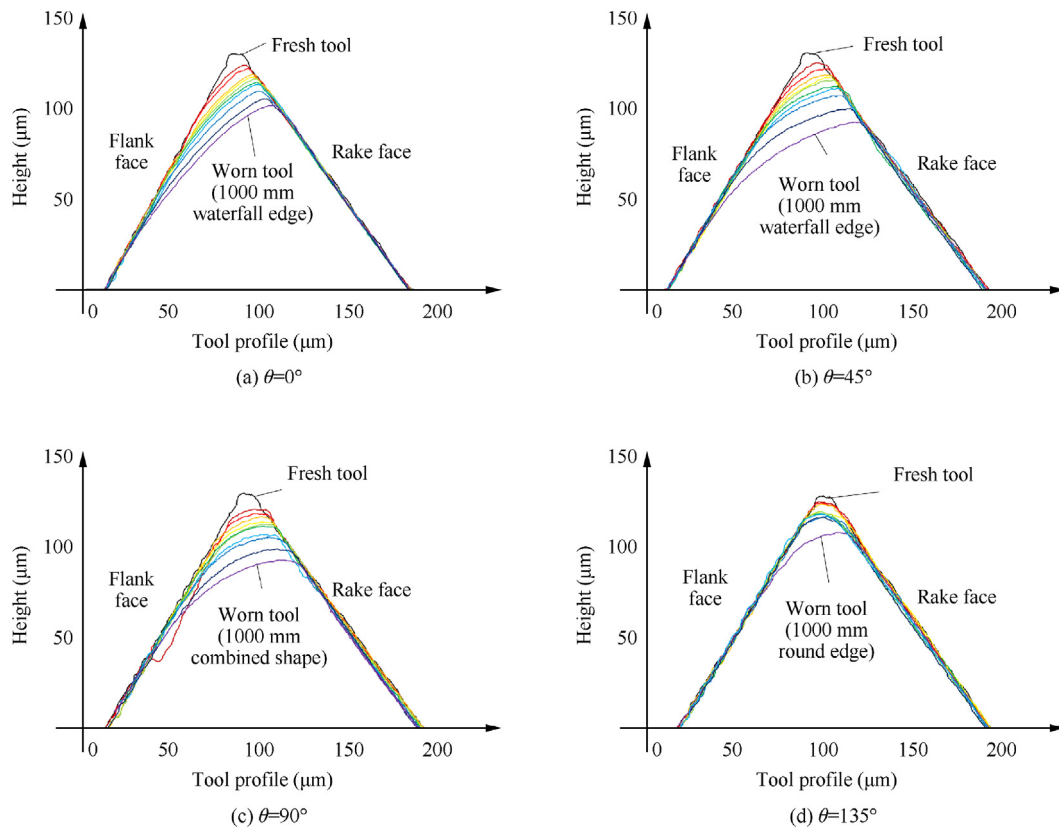 150
Fresh tool
Height (μm)
100
Flank
face
Rake face
Worn tool
(1000 mm
waterfall edge)
50
0
50
100
150
200
Tool profile (μm)
(a) θ=0°
150
Fresh tool
Height (μm)
100
Flank
face
Rake face
50
Worn tool
(1000 mm
waterfall edge)
0
50
100
150
200
Tool profile (μm)
(b) θ=45°
150
Fresh tool
Height (μm)
100
Flank
face
Rake face
Worn tool
(1000 mm
combined shape)
50
0
50
100
150
200
Tool profile (μm)
(c) θ=90°
150
Fresh tool
Height (μm)
100
Flank
face
Rake face
Worn tool
(1000 mm
round edge)
50
0
50
100
150
200
Tool profile (μm)
(d) θ=135°